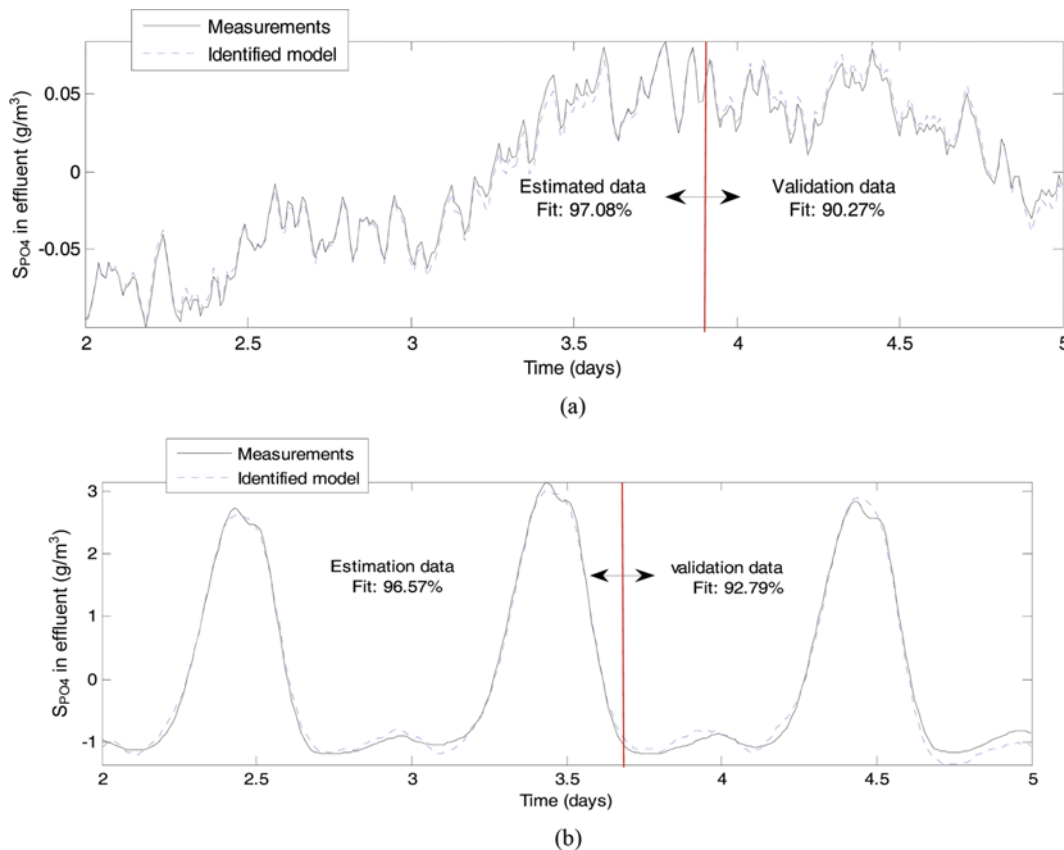 (a)
Measurements
Identified model
S_PO4 in effluent (g/m³)
0.05
0
-0.05
Estimated data
Fit: 97.08%
Validation data
Fit: 90.27%
2 2.5 3 3.5 4 4.5 5
Time (days)
(a)
Measurements
Identified model
S_PO4 in effluent (g/m³)
3
2
1
0
-1
Estimation data
Fit: 96.57%
validation data
Fit: 92.79%
2 2.5 3 3.5 4 4.5 5
Time (days)
(b)